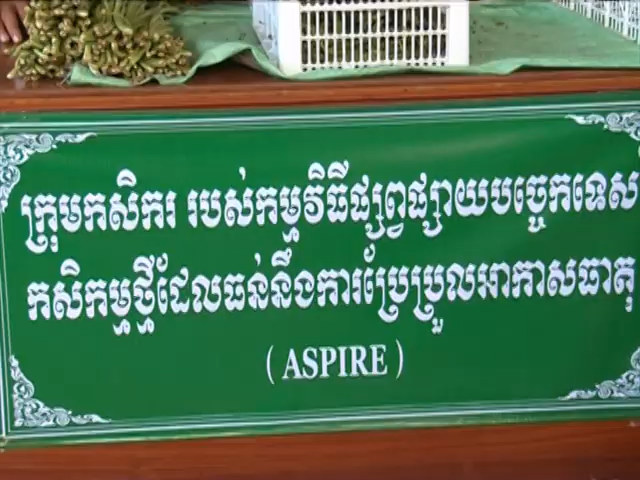 ក្រុមកសិករ របស់កម្មវិធីផ្សព្វផ្សាយបច្ចេកទេស
កសិកម្មថ្មីដែលធន់នឹងការប្រែប្រួលអាកាសធាតុ
(ASPIRE)